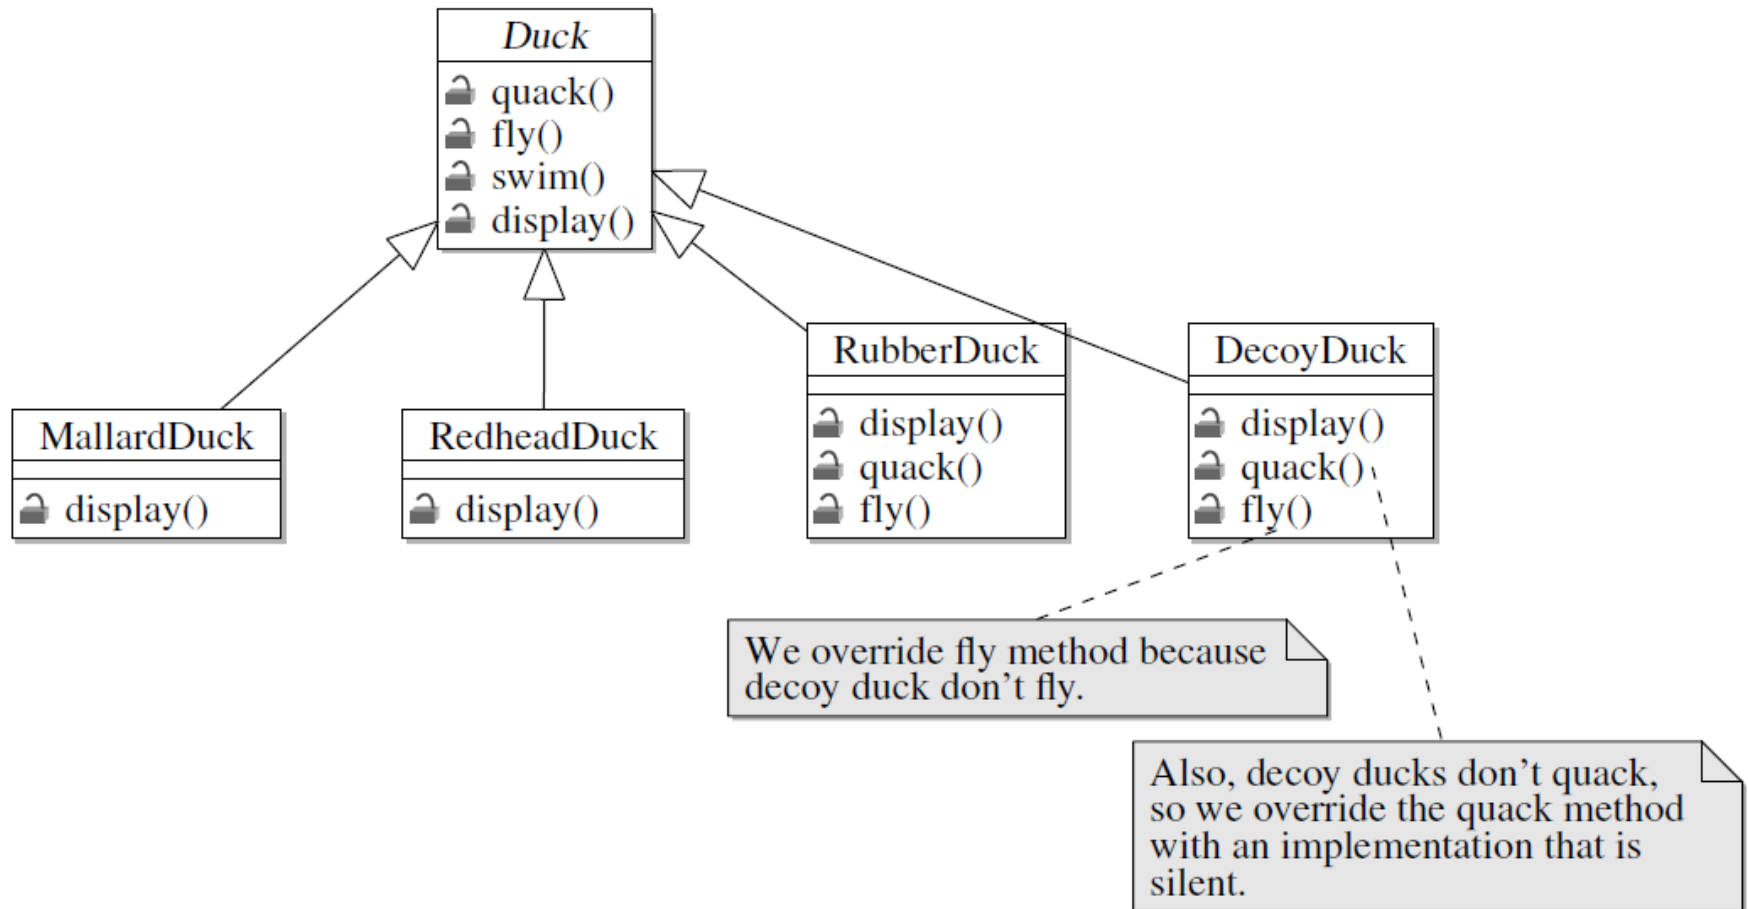 Duck
quack()
fly()
swim()
display()
MallardDuck
display()
RedheadDuck
display()
RubberDuck
display()
quack()
fly()
DecoyDuck
display()
quack()
fly()
We override fly method because
decoy duck don't fly.
Also, decoy ducks don't quack,
so we override the quack method
with an implementation that is
silent.